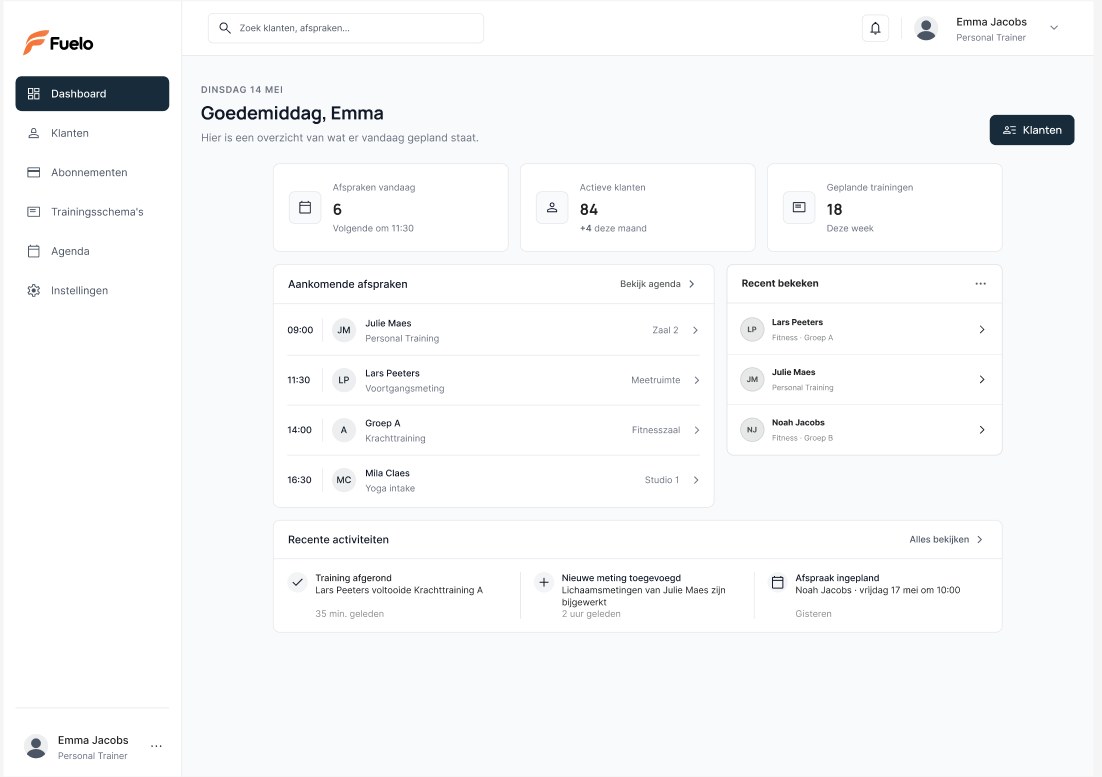 Fuelo
Dashboard
Klanten
Abonnementen
Trainingsschema's
Agenda
Instellingen
Emma Jacobs
Personal Trainer
Zoek klanten, afspraken...
Emma Jacobs
Personal Trainer
DINSDAG 14 MEI
Goedemiddag, Emma
Hier is een overzicht van wat er vandaag gepland staat.
Klanten
Afspraken vandaag
6
Volgende om 11:30
Actieve klanten
84
+4 deze maand
Geplande trainingen
18
Deze week
Aankomende afspraken
Bekijk agenda
09:00
JM
Julie Maes
Personal Training
Zaal 2
11:30
LP
Lars Peeters
Voortgangsmeting
Meetruimte
14:00
A
Groep A
Krachttraining
Fitnesszaal
16:30
MC
Mila Claes
Yoga intake
Studio 1
Recent bekeken
LP
Lars Peeters
Fitness · Groep A
JM
Julie Maes
Personal Training
NJ
Noah Jacobs
Fitness · Groep B
Recente activiteiten
Alles bekijken
Training afgerond
Lars Peeters voltooide Krachttraining A
35 min. geleden
Nieuwe meting toegevoegd
Lichaamsmetingen van Julie Maes zijn
bijgewerkt
2 uur geleden
Afspraak ingepland
Noah Jacobs · vrijdag 17 mei om 10:00
Gisteren